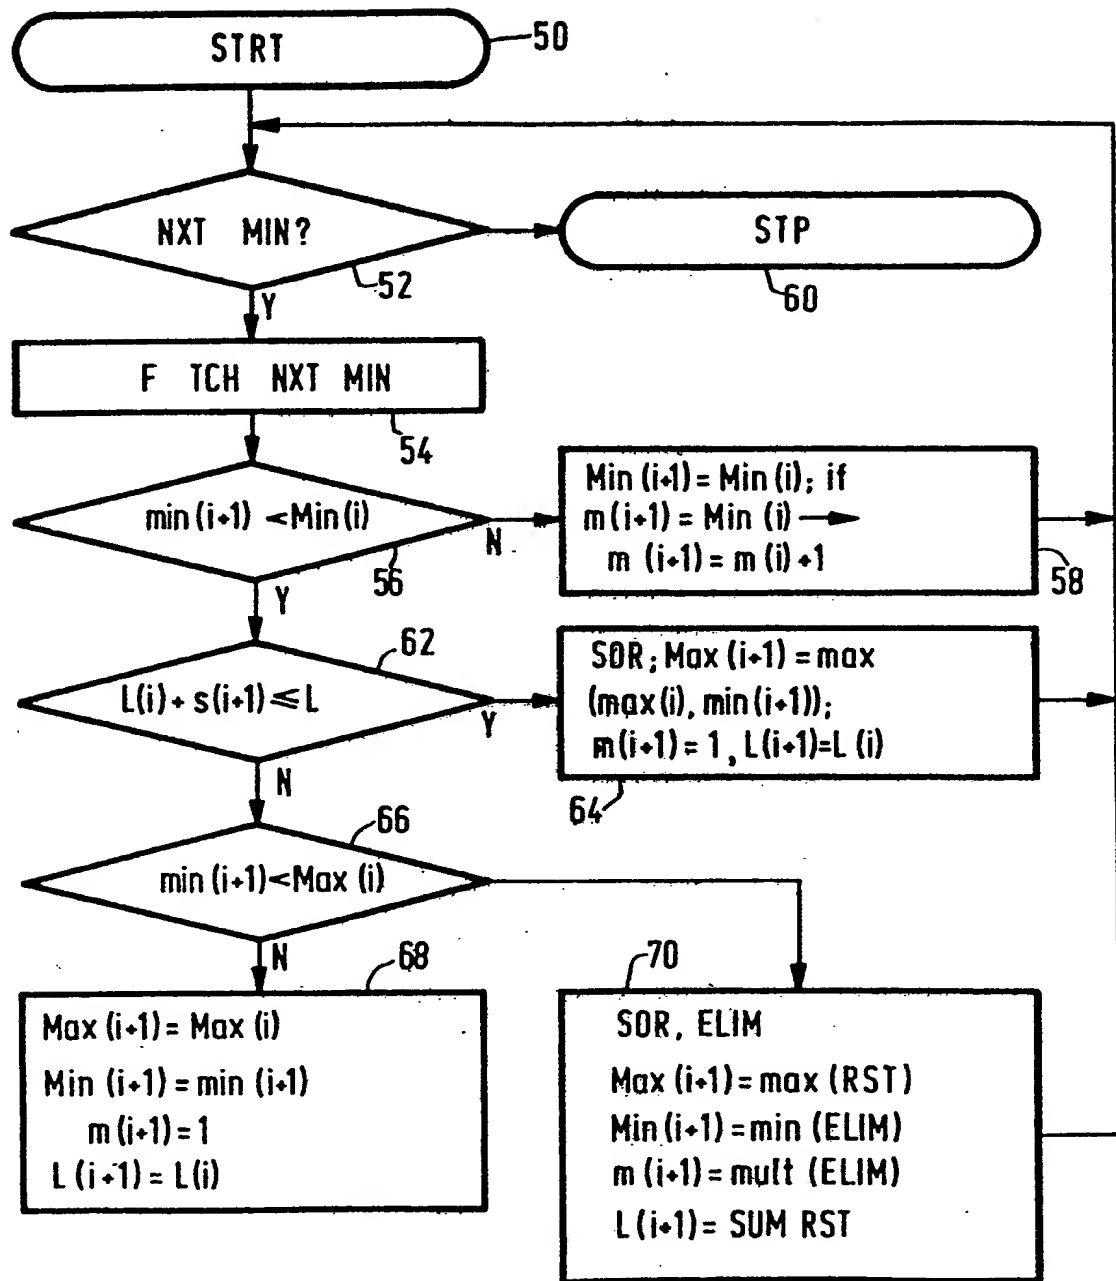 STRT
50
NXT MIN?
52
STP
60
Y
F TCH NXT MIN
54
min(i+1) <Min(i)
56
N
Min(i+1)= Min(i); if
m(i+1)= Min(i) →
m (i+1)= m(i)+1
58
Y
62
L(i)+ s(i+1)≤L
Y
SOR; Max(i+1)= max
(max(i), min(i+1));
m(i+1)=1, L(i+1)=L(i)
64
N
66
min(i+1)<Max(i)
N
68
Max(i+1)= Max(i)
Min(i+1)= min(i+1)
m(i+1)=1
L(i+1)= L(i)
70
SOR, ELIM
Max(i+1)= max(RST)
Min(i+1)= min(ELIM)
m(i+1)= mult(ELIM)
L(i+1)= SUM RST